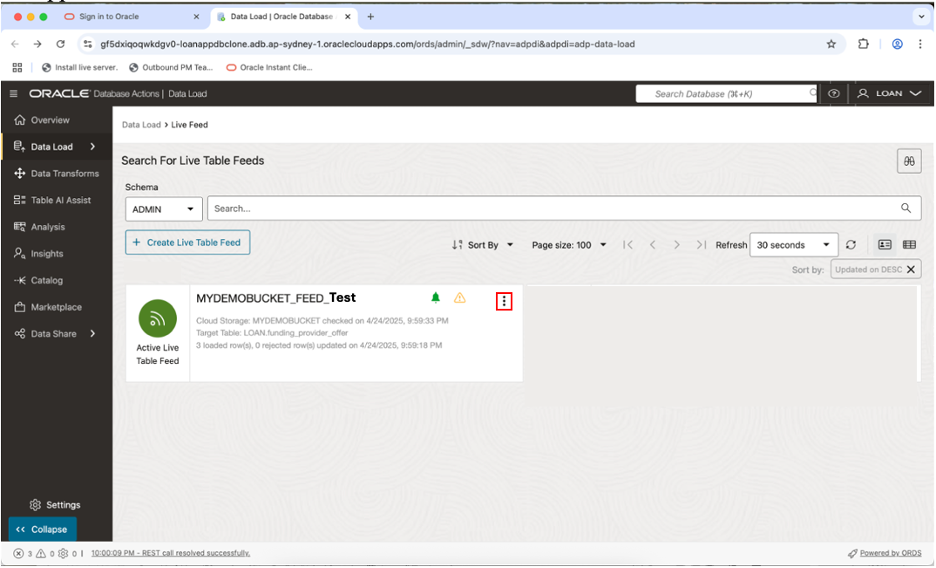 Sign in to Oracle
Data Load | Oracle Database
gf5dxiqoqwkdgv0-loanappdbclone.adb.ap-sydney-1.oraclecloudapps.com/ords/admin/_sdw/?nav=adpdi&adpdi=adp-data-load
Install live server.
Outbound PM Tea...
Oracle Instant Clie...
ORACLE Database Actions | Data Load
Search Database (⌘+K)
LOAN
Overview
Data Load
Data Transforms
Table AI Assist
Analysis
Insights
Catalog
Marketplace
Data Share
Settings
Collapse
Data Load > Live Feed
Search For Live Table Feeds
Schema
ADMIN
Search...
+ Create Live Table Feed
Sort By
Page size: 100
Refresh
30 seconds
Sort by:
Updated on DESC X
Active Live
Table Feed
MYDEMOBUCKET_FEED_Test
Cloud Storage: MYDEMOBUCKET checked on 4/24/2025, 9:59:33 PM
Target Table: LOAN.funding_provider_offer
3 loaded row(s), 0 rejected row(s) updated on 4/24/2025, 9:59:18 PM
3 0 0 | 10:00:09 PM - REST call resolved successfully.
Powered by ORDS